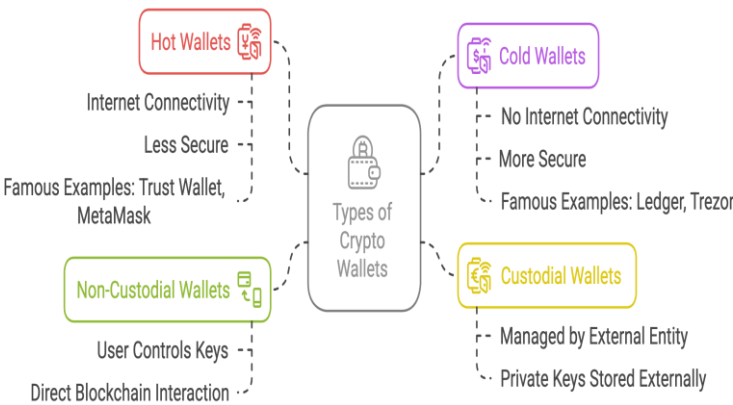 Hot Wallets
Internet Connectivity
Less Secure
Famous Examples: Trust Wallet,
MetaMask
Cold Wallets
No Internet Connectivity
More Secure
Famous Examples: Ledger, Trezor
Types of
Crypto
Wallets
Non-Custodial Wallets
User Controls Keys
Direct Blockchain Interaction
Custodial Wallets
Managed by External Entity
Private Keys Stored Externally